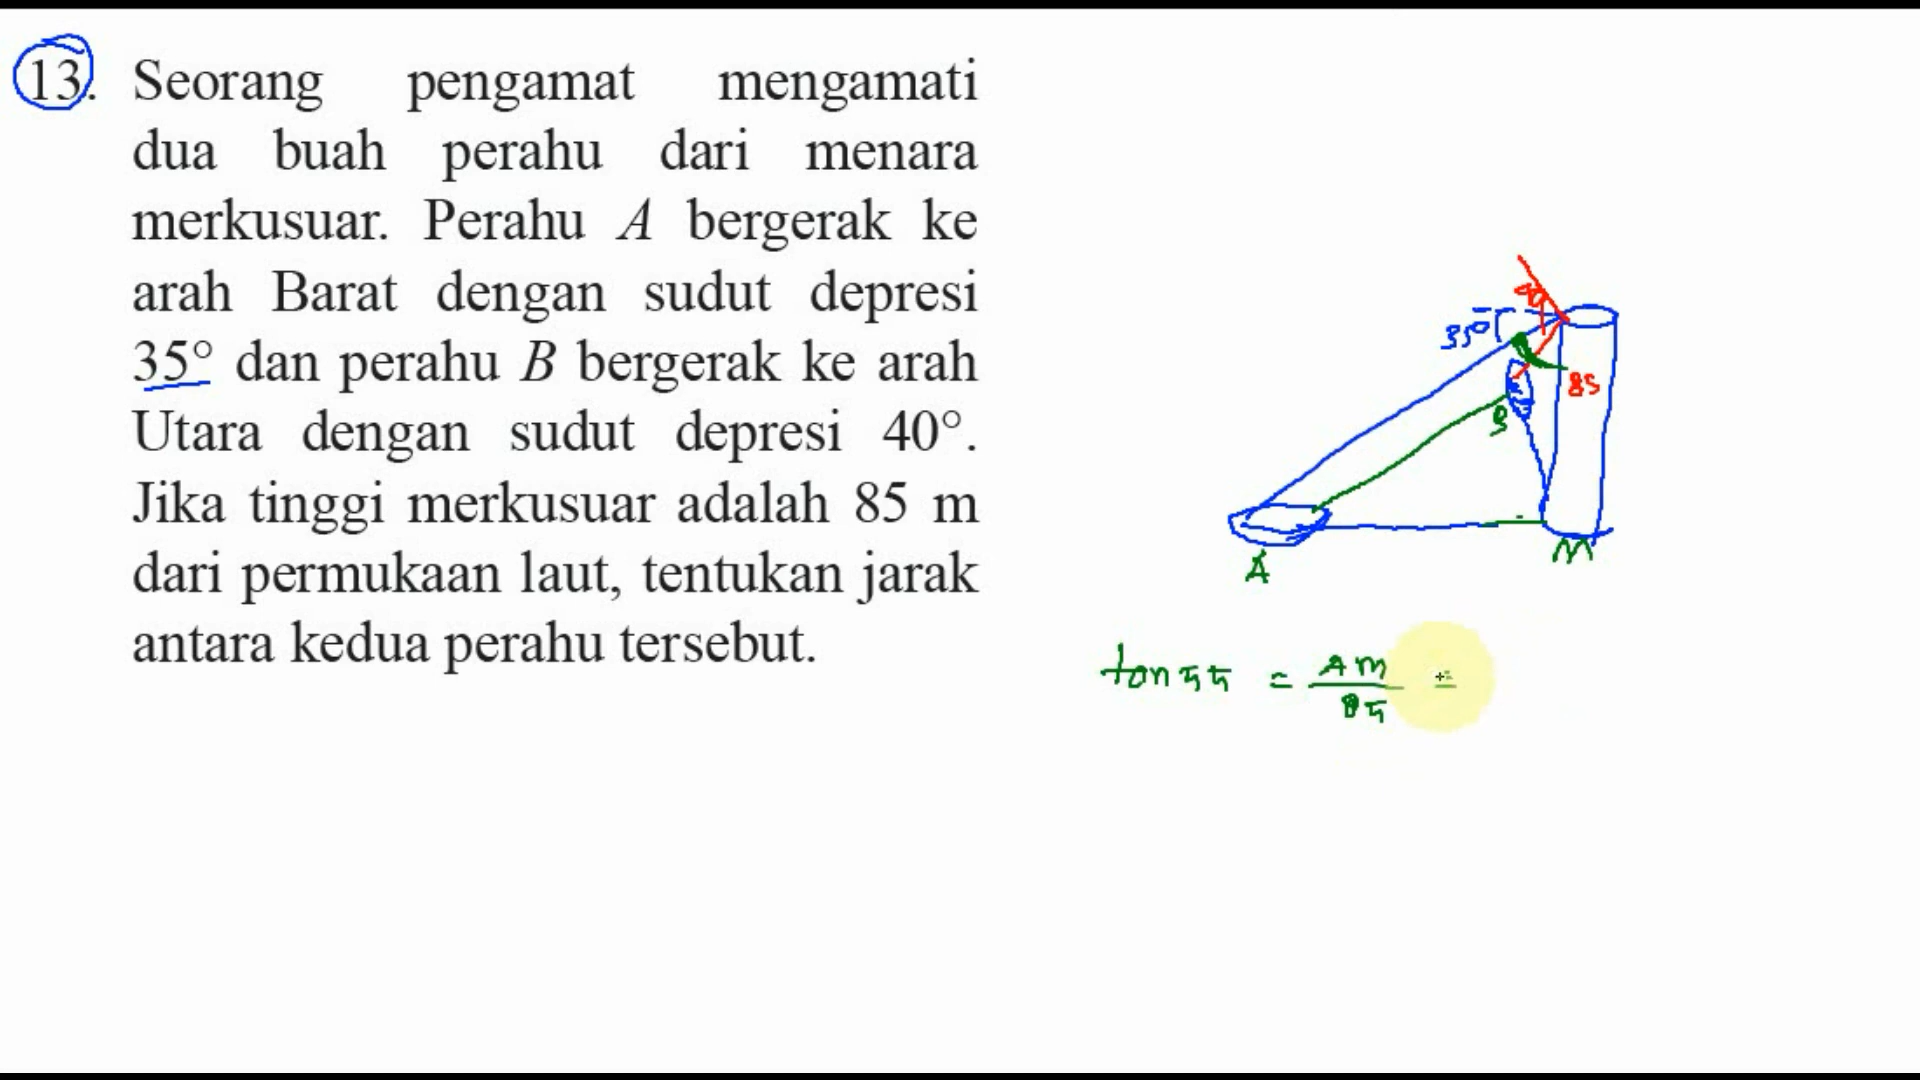 13. Seorang pengamat mengamati
dua buah perahu dari menara
merkusuar. Perahu A bergerak ke
arah Barat dengan sudut depresi
35° dan perahu B bergerak ke arah
Utara dengan sudut depresi 40°.
Jika tinggi merkusuar adalah 85 m
dari permukaan laut, tentukan jarak
antara kedua perahu tersebut.
40
35°
85
B
A
M
tan 55 = AM / 85 =